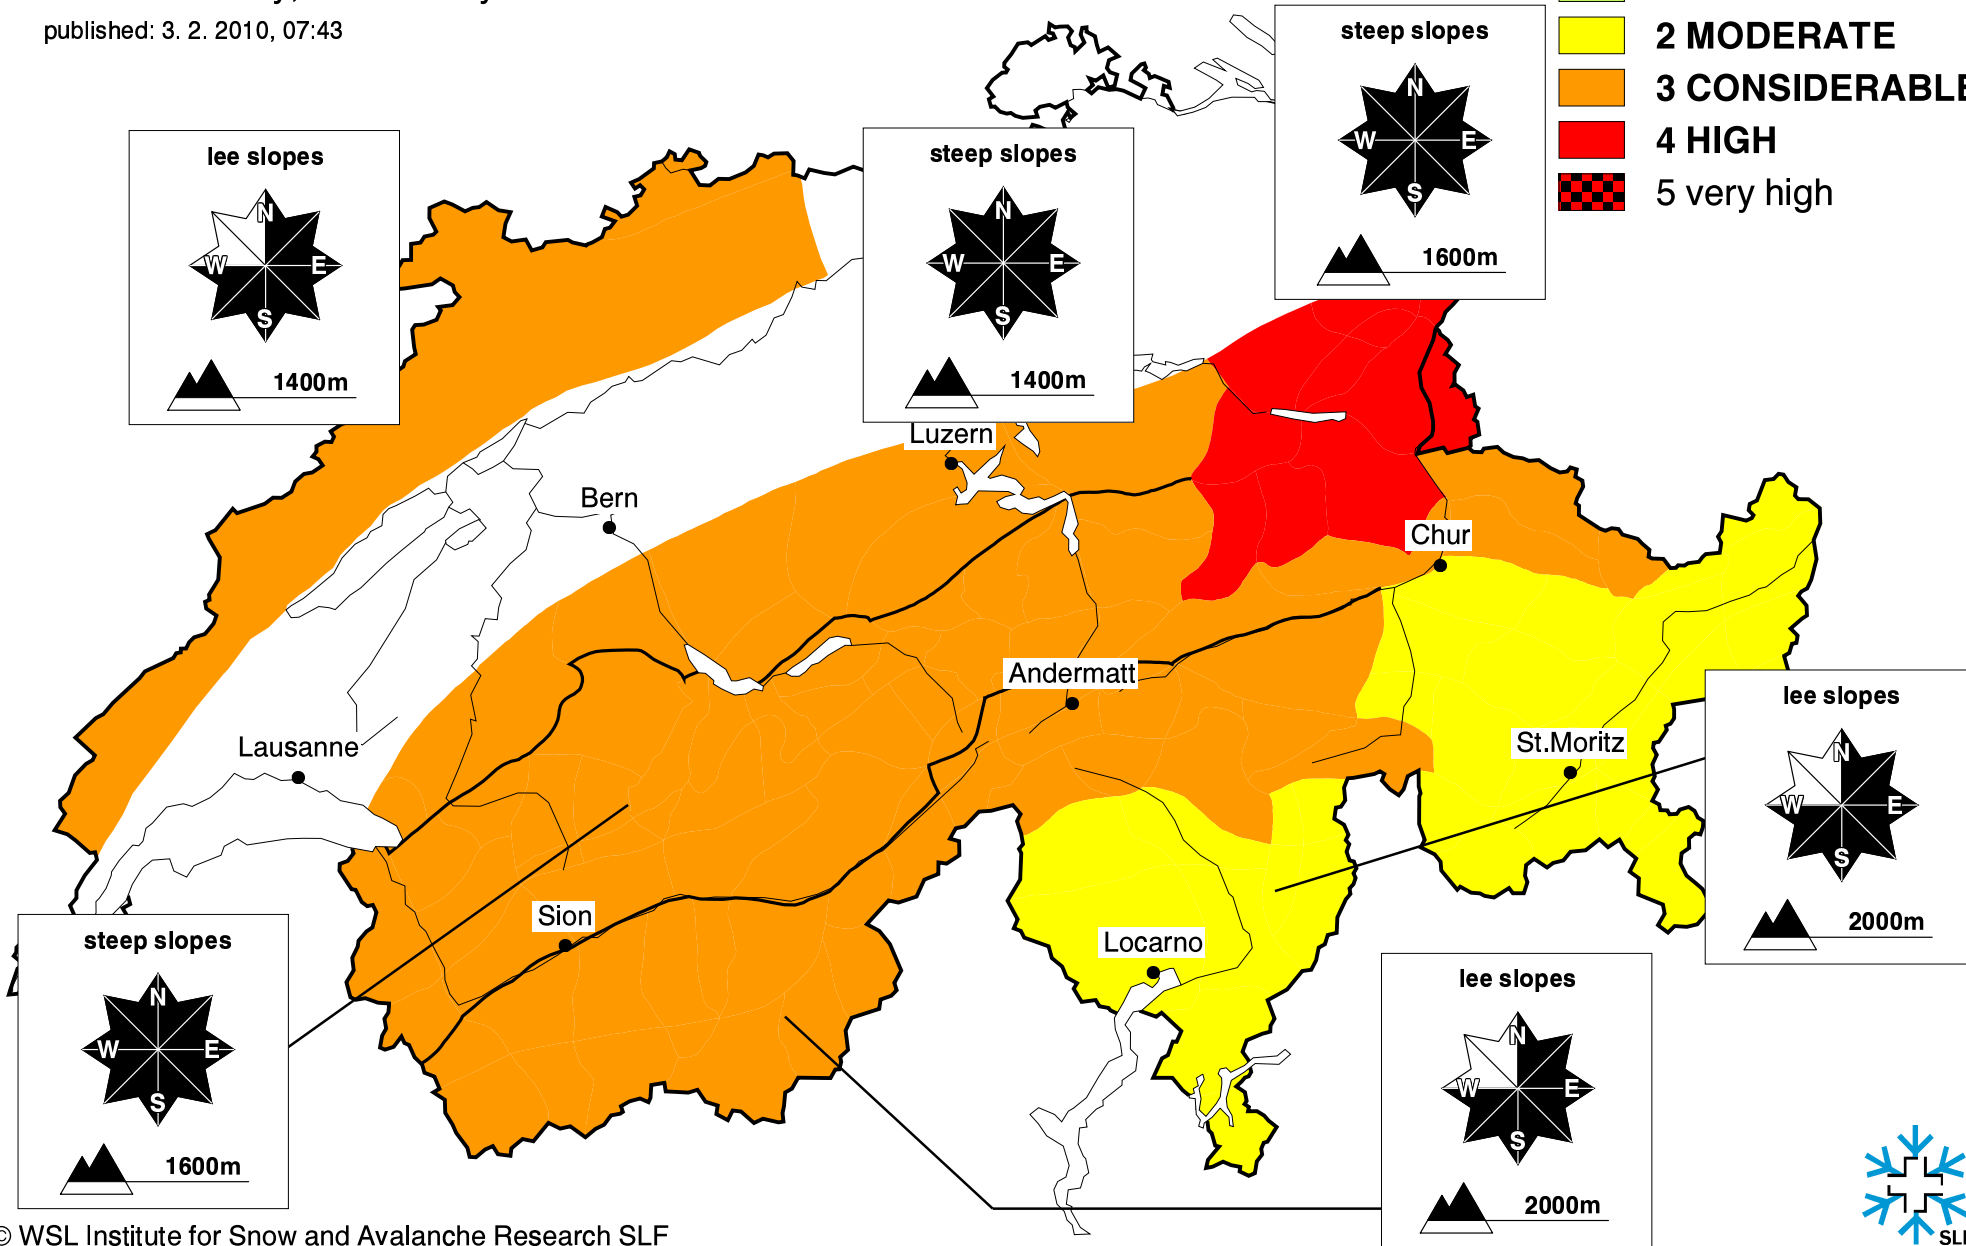 published: 3. 2. 2010, 07:43
2 MODERATE
3 CONSIDERABLE
4 HIGH
5 very high
steep slopes
N
W E
S
1600m
steep slopes
N
W E
S
1400m
lee slopes
N
W E
S
1400m
Luzern
Bern
Chur
Andermatt
Lausanne
St.Moritz
lee slopes
N
W E
S
2000m
Sion
Locarno
steep slopes
N
W E
S
1600m
lee slopes
N
W E
S
2000m
© WSL Institute for Snow and Avalanche Research SLF
SLF